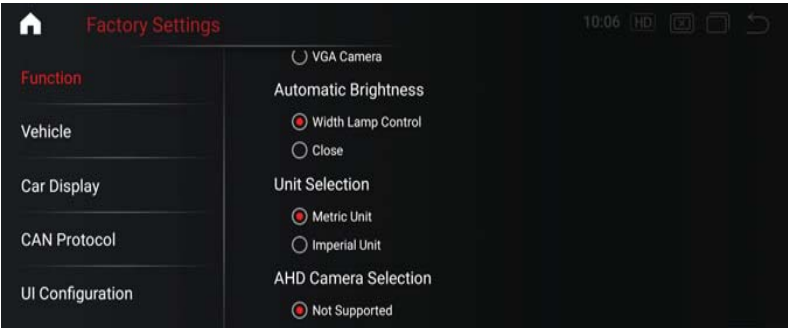 Factory Settings
10:06 HD
Function
Vehicle
Car Display
CAN Protocol
UI Configuration
VGA Camera
Automatic Brightness
Width Lamp Control
Close
Unit Selection
Metric Unit
Imperial Unit
AHD Camera Selection
Not Supported